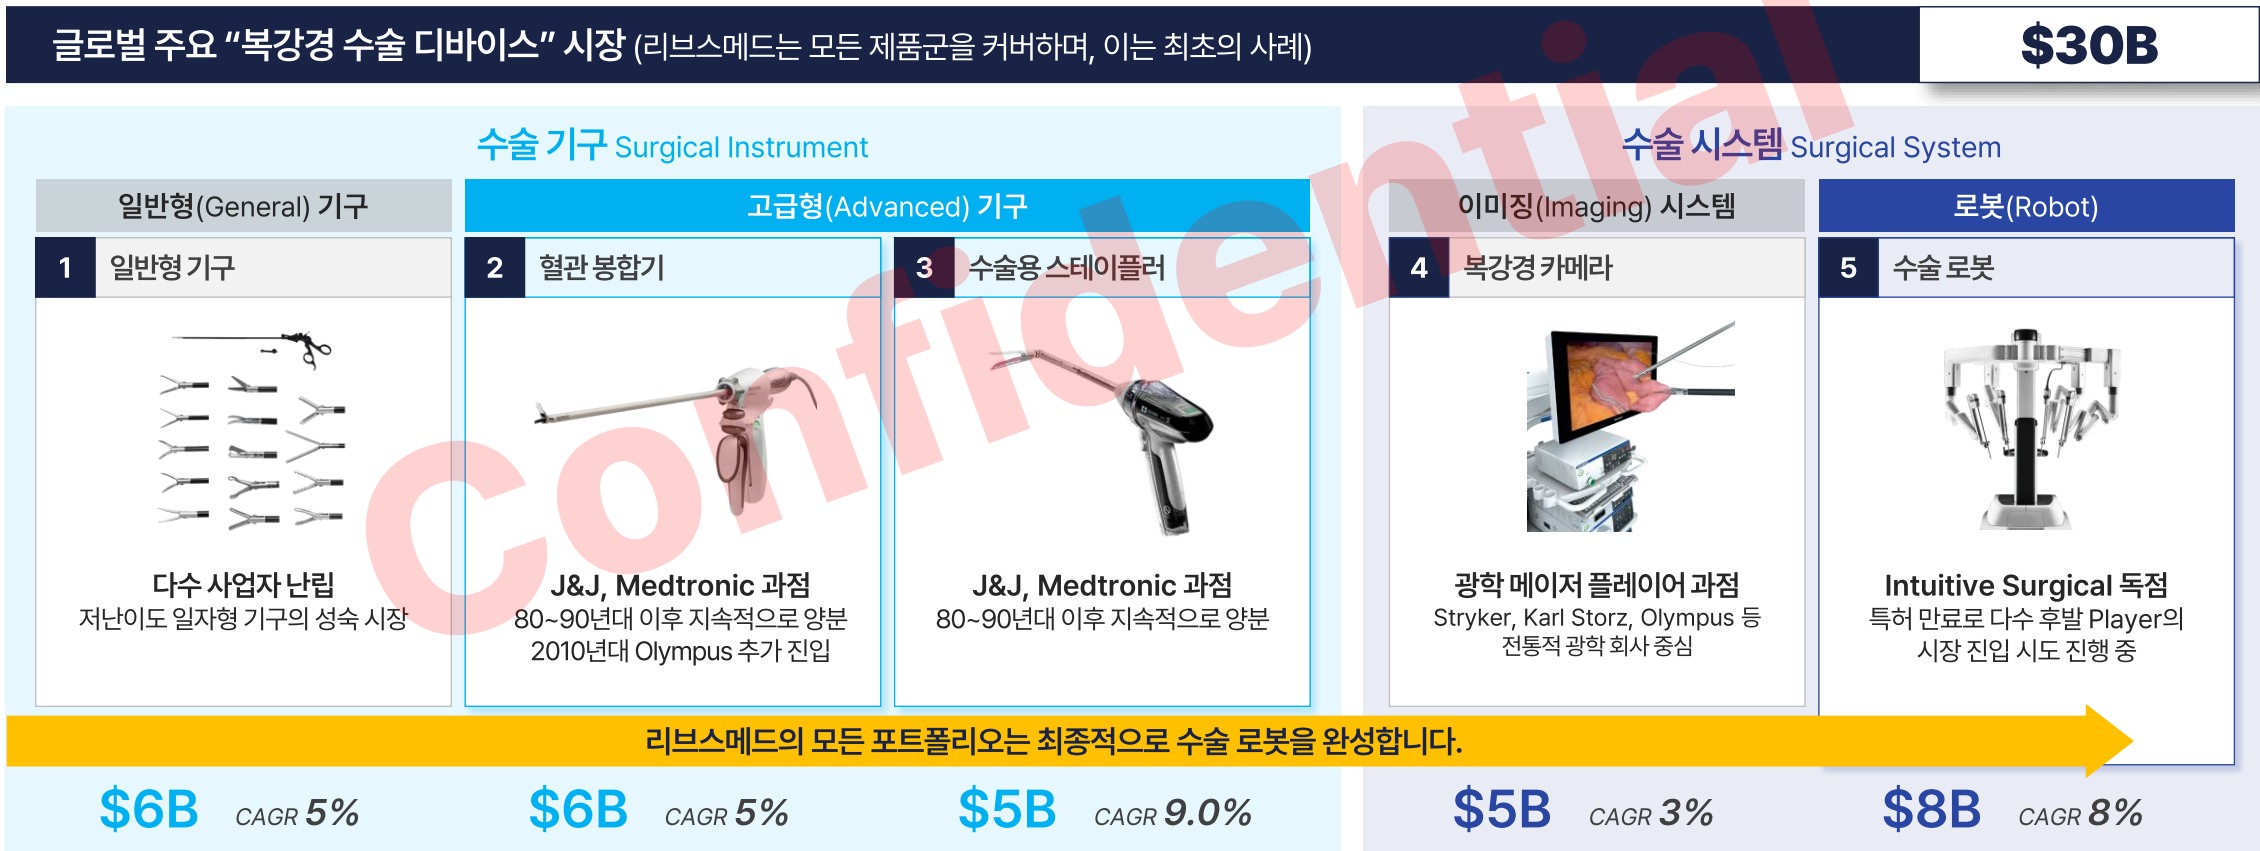 글로벌 주요 “복강경 수술 디바이스” 시장 (리브스메드는 모든 제품군을 커버하며, 이는 최초의 사례)
$30B
수술 기구 Surgical Instrument
수술 시스템 Surgical System
일반형(General) 기구
고급형(Advanced) 기구
이미징(Imaging) 시스템
로봇(Robot)
1 일반형 기구
2 혈관 봉합기
3 수술용 스테이플러
4 복강경 카메라
5 수술 로봇
다수 사업자 난립
저난이도 일자형 기구의 성숙 시장
J&J, Medtronic 과점
80~90년대 이후 지속적으로 양분
2010년대 Olympus 추가 진입
J&J, Medtronic 과점
80~90년대 이후 지속적으로 양분
광학 메이저 플레이어 과점
Stryker, Karl Storz, Olympus 등
전통적 광학 회사 중심
Intuitive Surgical 독점
특허 만료로 다수 후발 Player의
시장 진입 시도 진행 중
리브스메드의 모든 포트폴리오는 최종적으로 수술 로봇을 완성합니다.
$6B CAGR 5%
$6B CAGR 5%
$5B CAGR 9.0%
$5B CAGR 3%
$8B CAGR 8%
Confidential